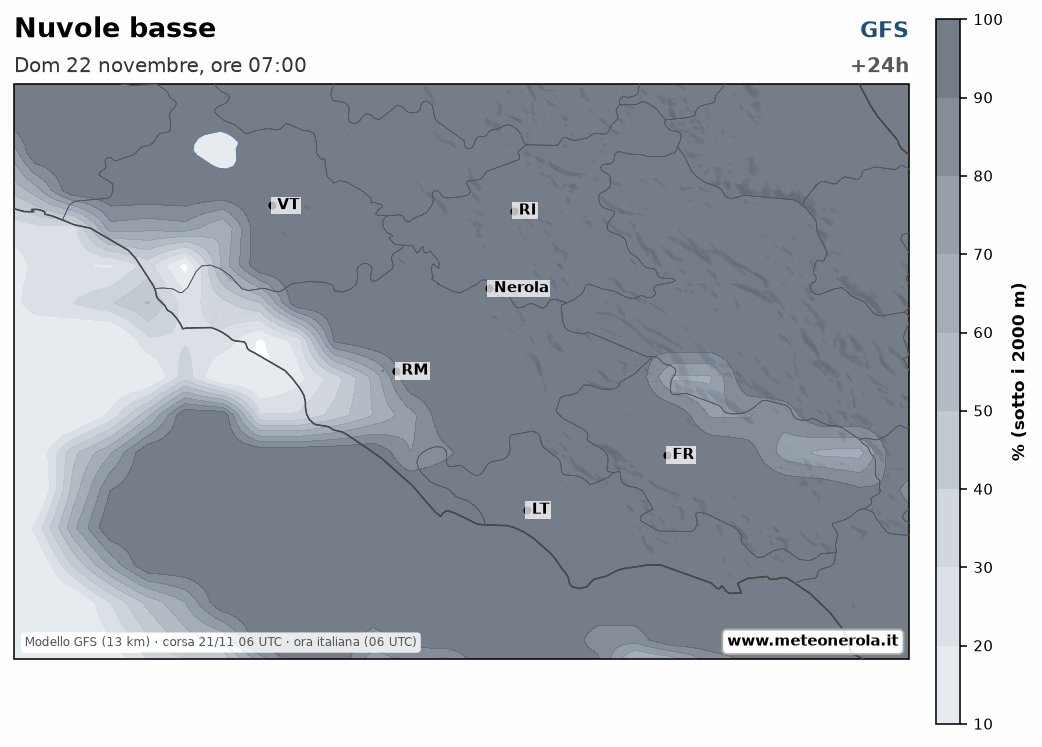 Nuvole basse
GFS
Dom 22 novembre, ore 07:00
+24h
VT
RI
Nerola
RM
FR
LT
Modello GFS (13 km) · corsa 21/11 06 UTC · ora italiana (06 UTC)
www.meteonerola.it
100
90
80
70
60
50
40
30
20
10
% (sotto i 2000 m)